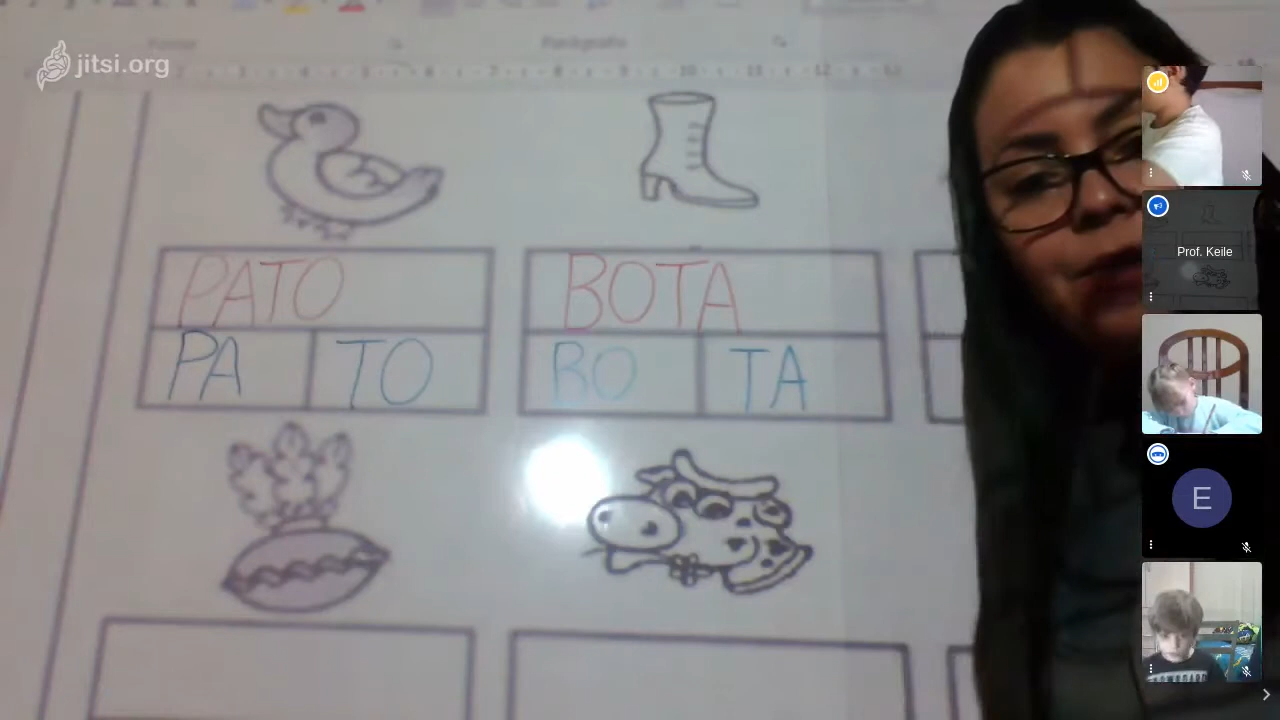 jitsi.org
PATO
BOTA
PA TO
BO TA
Prof. Keile
E